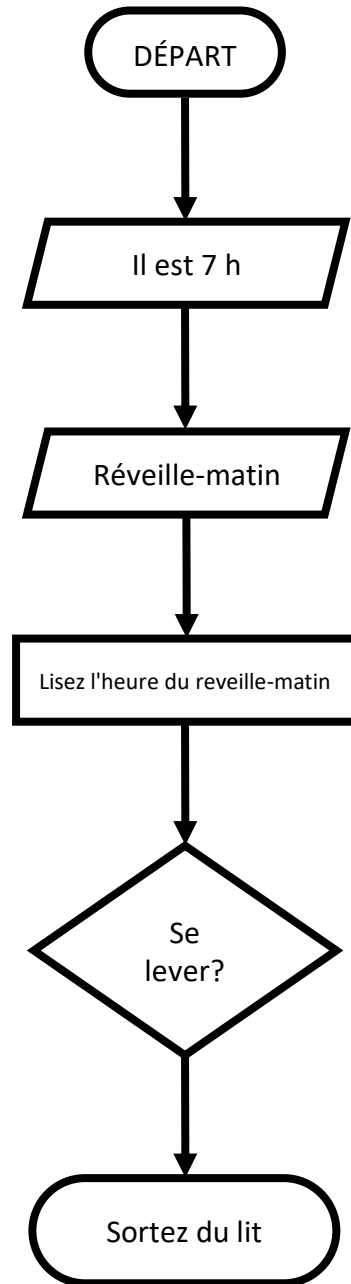 DÉPART
Il est 7 h
Réveille-matin
Lisez l'heure du reveille-matin
Se
lever?
Sortez du lit